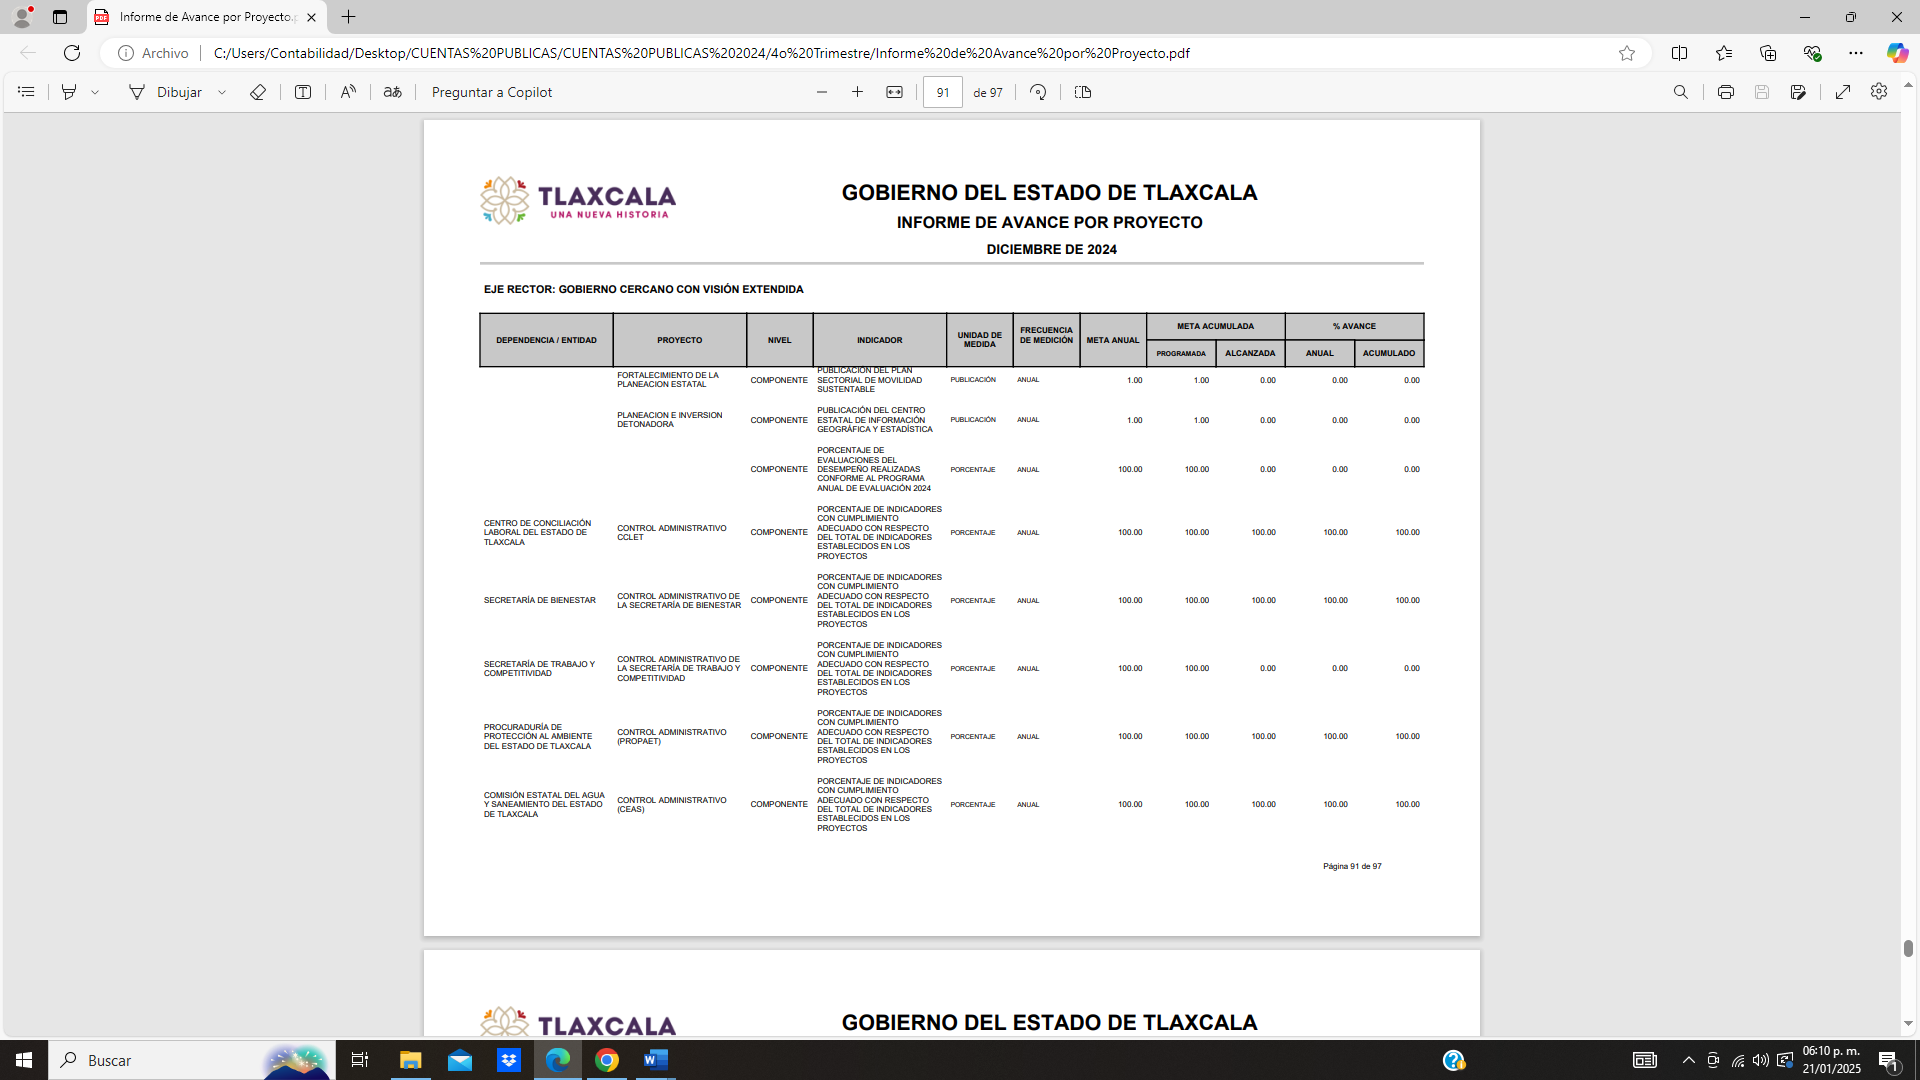 Informe de Avance por Proyecto.p
Archivo
C:/Users/Contabilidad/Desktop/CUENTAS%20PUBLICAS/CUENTAS%20PUBLICAS%202024/4o%20Trimestre/Informe%20de%20Avance%20por%20Proyecto.pdf
Dibujar
aあ
Preguntar a Copilot
91
de 97
TLAXCALA
UNA NUEVA HISTORIA
GOBIERNO DEL ESTADO DE TLAXCALA
INFORME DE AVANCE POR PROYECTO
DICIEMBRE DE 2024
EJE RECTOR: GOBIERNO CERCANO CON VISIÓN EXTENDIDA
DEPENDENCIA / ENTIDAD
PROYECTO
NIVEL
INDICADOR
UNIDAD DE
MEDIDA
FRECUENCIA
DE MEDICIÓN
META ANUAL
META ACUMULADA
PROGRAMADA
ALCANZADA
% AVANCE
ANUAL
ACUMULADO
FORTALECIMIENTO DE LA
PLANEACION ESTATAL
COMPONENTE
PUBLICACIÓN DEL PLAN
SECTORIAL DE MOVILIDAD
SUSTENTABLE
PUBLICACIÓN
ANUAL
1.00
1.00
0.00
0.00
0.00
PLANEACION E INVERSION
DETONADORA
COMPONENTE
PUBLICACIÓN DEL CENTRO
ESTATAL DE INFORMACIÓN
GEOGRÁFICA Y ESTADÍSTICA
PUBLICACIÓN
ANUAL
1.00
1.00
0.00
0.00
0.00
COMPONENTE
PORCENTAJE DE
EVALUACIONES DEL
DESEMPEÑO REALIZADAS
CONFORME AL PROGRAMA
ANUAL DE EVALUACIÓN 2024
PORCENTAJE
ANUAL
100.00
100.00
0.00
0.00
0.00
CENTRO DE CONCILIACIÓN
LABORAL DEL ESTADO DE
TLAXCALA
CONTROL ADMINISTRATIVO
CCLET
COMPONENTE
PORCENTAJE DE INDICADORES
CON CUMPLIMIENTO
ADECUADO CON RESPECTO
DEL TOTAL DE INDICADORES
ESTABLECIDOS EN LOS
PROYECTOS
PORCENTAJE
ANUAL
100.00
100.00
100.00
100.00
100.00
SECRETARÍA DE BIENESTAR
CONTROL ADMINISTRATIVO DE
LA SECRETARÍA DE BIENESTAR
COMPONENTE
PORCENTAJE DE INDICADORES
CON CUMPLIMIENTO
ADECUADO CON RESPECTO
DEL TOTAL DE INDICADORES
ESTABLECIDOS EN LOS
PROYECTOS
PORCENTAJE
ANUAL
100.00
100.00
100.00
100.00
100.00
SECRETARÍA DE TRABAJO Y
COMPETITIVIDAD
CONTROL ADMINISTRATIVO DE
LA SECRETARÍA DE TRABAJO Y
COMPETITIVIDAD
COMPONENTE
PORCENTAJE DE INDICADORES
CON CUMPLIMIENTO
ADECUADO CON RESPECTO
DEL TOTAL DE INDICADORES
ESTABLECIDOS EN LOS
PROYECTOS
PORCENTAJE
ANUAL
100.00
100.00
0.00
0.00
0.00
PROCURADURÍA DE
PROTECCIÓN AL AMBIENTE
DEL ESTADO DE TLAXCALA
CONTROL ADMINISTRATIVO
(PROPAET)
COMPONENTE
PORCENTAJE DE INDICADORES
CON CUMPLIMIENTO
ADECUADO CON RESPECTO
DEL TOTAL DE INDICADORES
ESTABLECIDOS EN LOS
PROYECTOS
PORCENTAJE
ANUAL
100.00
100.00
100.00
100.00
100.00
COMISIÓN ESTATAL DEL AGUA
Y SANEAMIENTO DEL ESTADO
DE TLAXCALA
CONTROL ADMINISTRATIVO
(CEAS)
COMPONENTE
PORCENTAJE DE INDICADORES
CON CUMPLIMIENTO
ADECUADO CON RESPECTO
DEL TOTAL DE INDICADORES
ESTABLECIDOS EN LOS
PROYECTOS
PORCENTAJE
ANUAL
100.00
100.00
100.00
100.00
100.00
Página 91 de 97
TLAXCALA
GOBIERNO DEL ESTADO DE TLAXCALA
Buscar
06:10 p. m.
21/01/2025
1